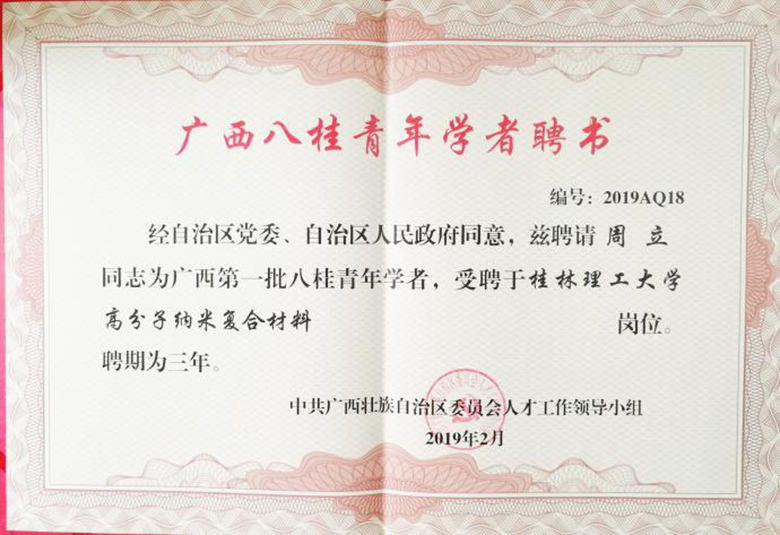 广西八桂青年学者聘书
编号：2019AQ18
经自治区党委、自治区人民政府同意，兹聘请 周 立
同志为广西第一批八桂青年学者，受聘于桂林理工大学
高分子纳米复合材料 岗位。
聘期为三年。
中共广西壮族自治区委员会人才工作领导小组
2019年2月